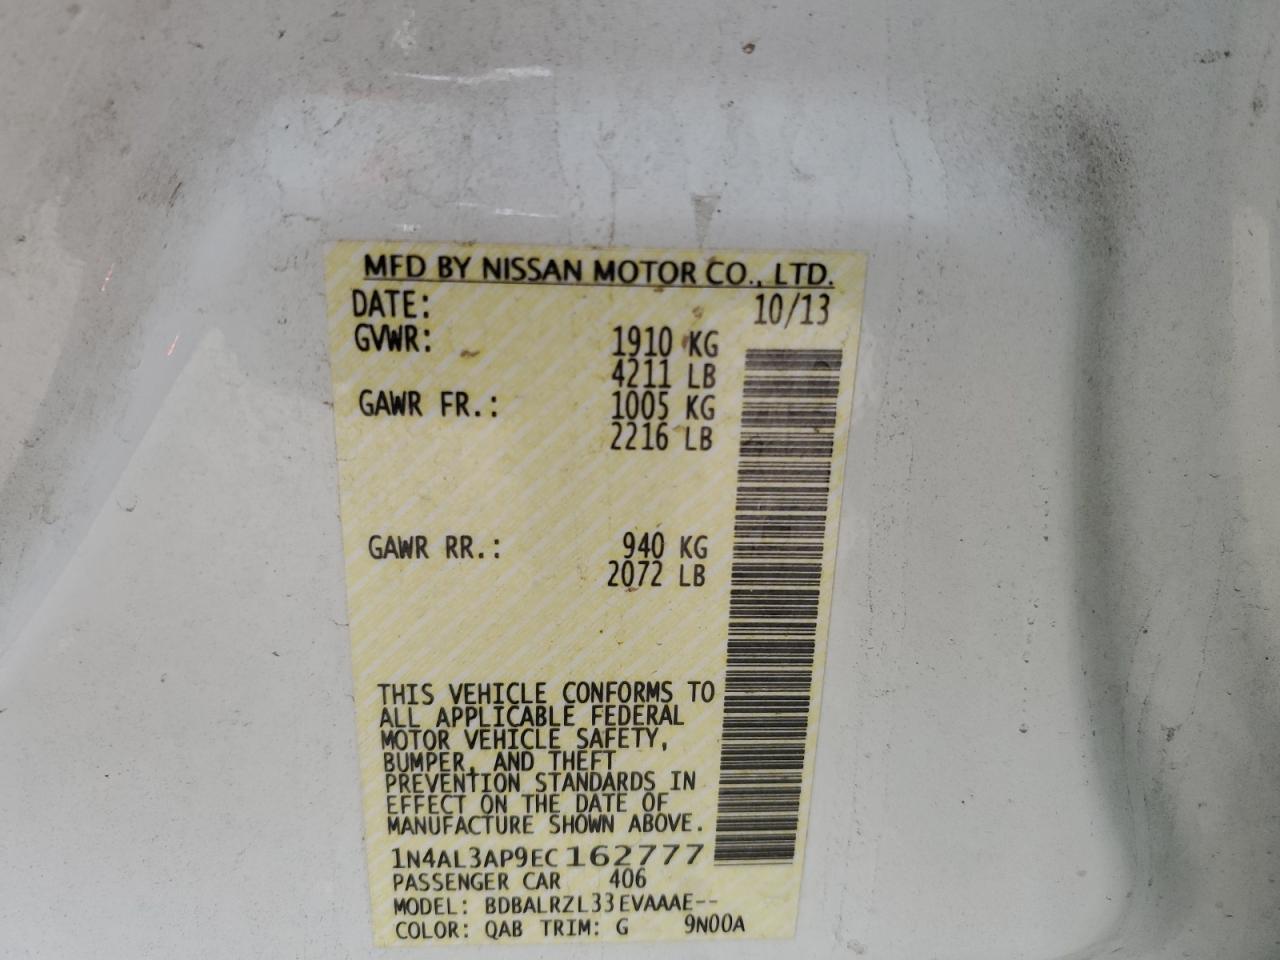 MFD BY NISSAN MOTOR CO., LTD.
DATE: 10/13
GVWR: 1910 KG
4211 LB
GAWR FR.: 1005 KG
2216 LB
GAWR RR.: 940 KG
2072 LB
THIS VEHICLE CONFORMS TO
ALL APPLICABLE FEDERAL
MOTOR VEHICLE SAFETY,
BUMPER, AND THEFT
PREVENTION STANDARDS IN
EFFECT ON THE DATE OF
MANUFACTURE SHOWN ABOVE.
1N4AL3AP9EC162777
PASSENGER CAR 406
MODEL: BDBALRZL33EVAAAE--
COLOR: QAB TRIM: G 9N00A